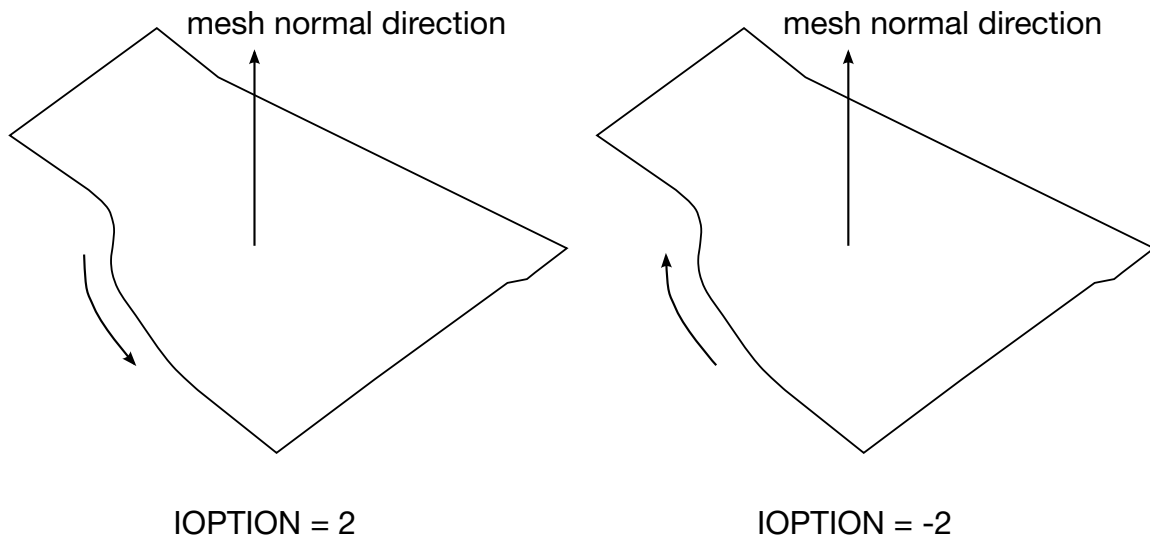 mesh normal direction
mesh normal direction
IOPTION = 2
IOPTION = -2